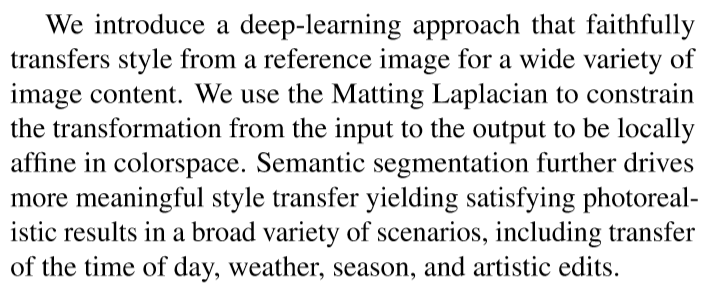 We introduce a deep-learning approach that faithfully
transfers style from a reference image for a wide variety of
image content. We use the Matting Laplacian to constrain
the transformation from the input to the output to be locally
affine in colorspace. Semantic segmentation further drives
more meaningful style transfer yielding satisfying photoreal-
istic results in a broad variety of scenarios, including transfer
of the time of day, weather, season, and artistic edits.